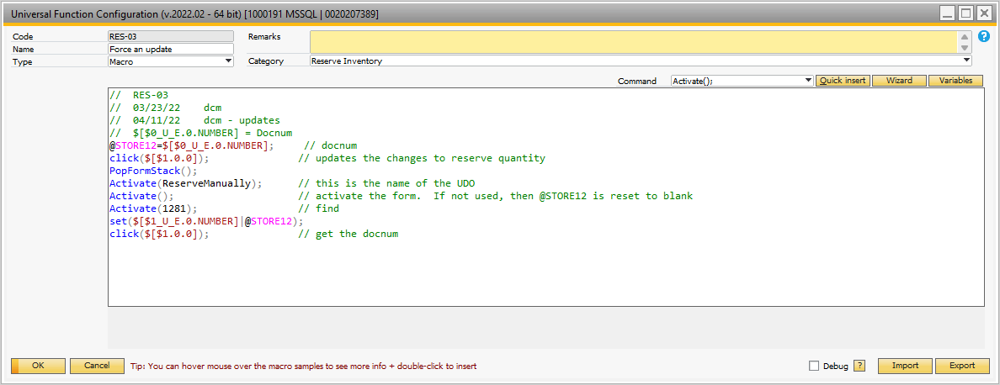 Universal Function Configuration (v.2022.02 - 64 bit) [1000191 MSSQL | 0020207389]
Code RES-03 Remarks ?
Name Force an update
Type Macro Category Reserve Inventory
Command Activate(); Quick insert Wizard Variables
// RES-03
// 03/23/22 dcm
// 04/11/22 dcm - updates
// $[$0_U_E.0.NUMBER] = Docnum
@STORE12=$[$0_U_E.0.NUMBER]; // docnum
click($[$1.0.0]); // updates the changes to reserve quantity
PopFormStack();
Activate(ReserveManually); // this is the name of the UDO
Activate(); // activate the form. If not used, then @STORE12 is reset to blank
Activate(1281); // find
set($[$1_U_E.0.NUMBER]|@STORE12);
click($[$1.0.0]); // get the docnum
OK Cancel Tip: You can hover mouse over the macro samples to see more info + double-click to insert Debug ? Import Export